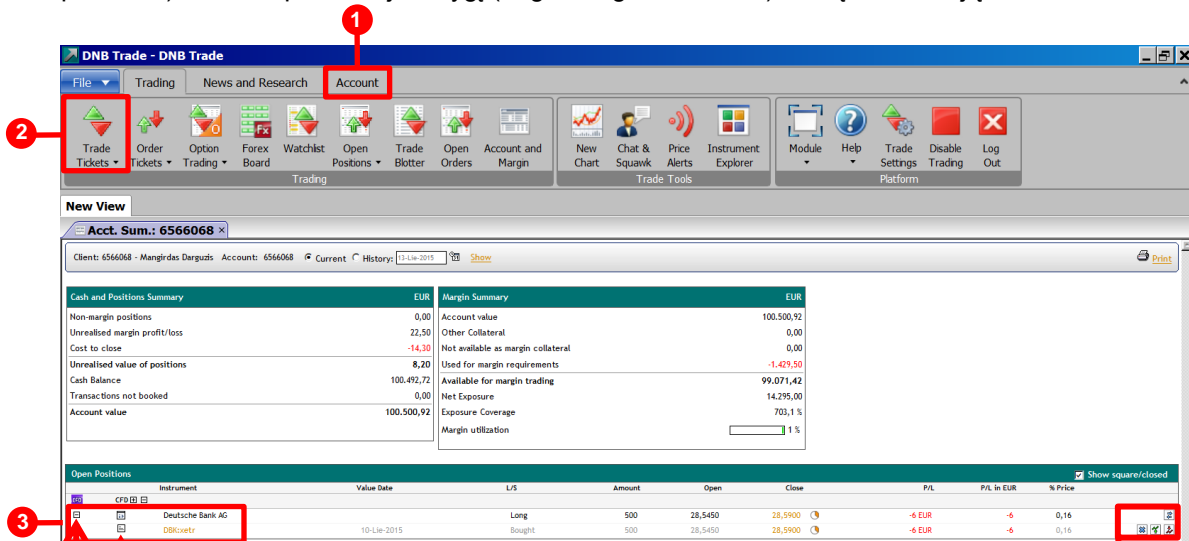 1
DNB Trade - DNB Trade
File Trading News and Research Account
2
Trade Tickets Order Tickets Option Trading Forex Board Watchlist Open Positions Trade Blotter Open Orders Account and Margin New Chart Chat & Squawk Price Alerts Instrument Explorer Module Help Trade Settings Disable Trading Log Out
Trading Trade Tools Platform
New View
Acct. Sum.: 6566068 ×
Client: 6566068 - Mangirdas Darguzis Account: 6566068 Current History: 13-Lie-2015 Show Print
Cash and Positions Summary EUR Margin Summary EUR
Non-margin positions 0,00 Account value 100.500,92
Unrealised margin profit/loss 22,50 Other Collateral 0,00
Cost to close -14,30 Not available as margin collateral 0,00
Unrealised value of positions 8,20 Used for margin requirements -1.429,50
Cash Balance 100.492,72 Available for margin trading 99.071,42
Transactions not booked 0,00 Net Exposure 14.295,00
Account value 100.500,92 Exposure Coverage 703,1 %
Margin utilization 1 %
Open Positions Show square/closed
Instrument Value Date L/S Amount Open Close P/L P/L in EUR % Price
CFD CFD
3
Deutsche Bank AG Long 500 28,5450 28,5900 -6 EUR -6 0,16
DBK:xetr 10-Lie-2015 Bought 500 28,5450 28,5900 -6 EUR -6 0,16